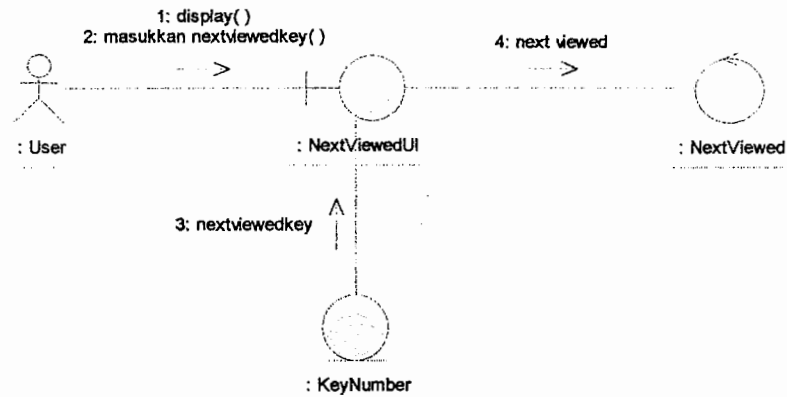 1: display( )
2: masukkan nextviewedkey( )
4: next viewed
: User
: NextViewedUI
: NextViewed
3: nextviewedkey
: KeyNumber